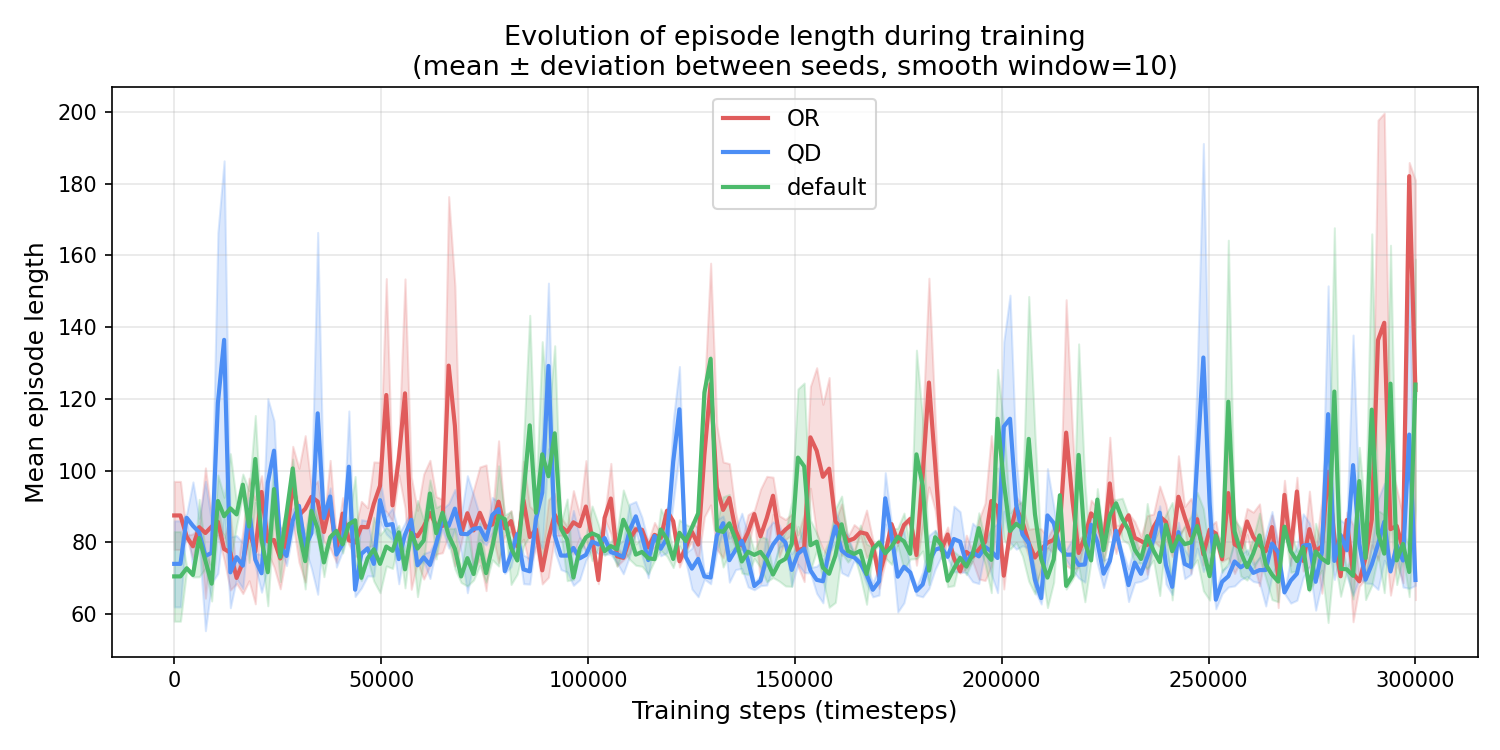 Evolution of episode length during training
(mean ± deviation between seeds, smooth window=10)
OR
QD
default
Mean episode length
200
180
160
140
120
100
80
60
0
50000
100000
150000
200000
250000
300000
Training steps (timesteps)